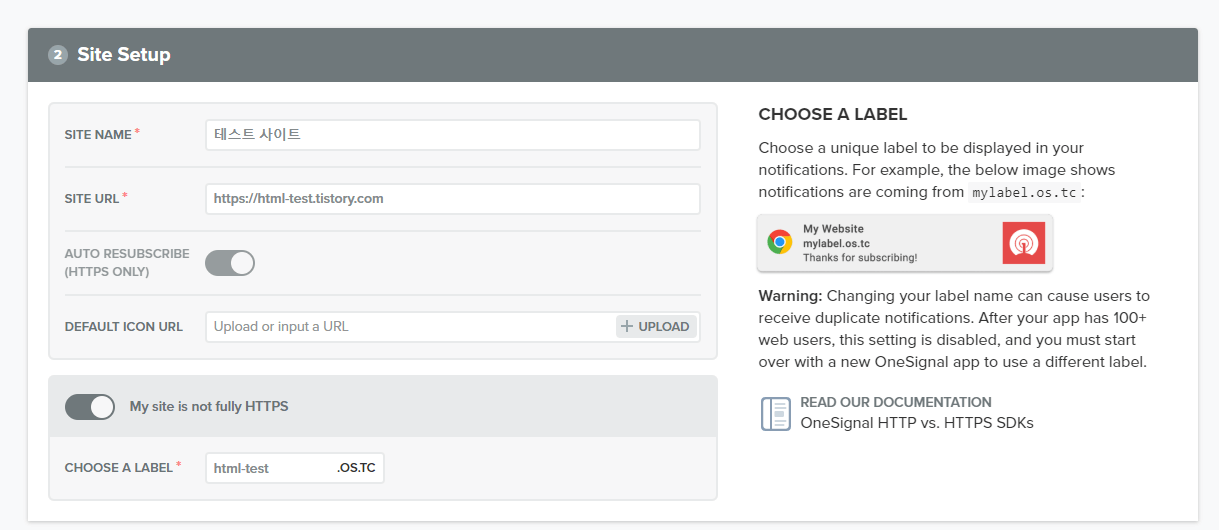 2 Site Setup
SITE NAME *
테스트 사이트
SITE URL *
https://html-test.tistory.com
AUTO RESUBSCRIBE
(HTTPS ONLY)
DEFAULT ICON URL
Upload or input a URL
+ UPLOAD
My site is not fully HTTPS
CHOOSE A LABEL *
html-test .OS.TC
CHOOSE A LABEL
Choose a unique label to be displayed in your
notifications. For example, the below image shows
notifications are coming from mylabel.os.tc:
My Website
mylabel.os.tc
Thanks for subscribing!
Warning: Changing your label name can cause users to
receive duplicate notifications. After your app has 100+
web users, this setting is disabled, and you must start
over with a new OneSignal app to use a different label.
READ OUR DOCUMENTATION
OneSignal HTTP vs. HTTPS SDKs